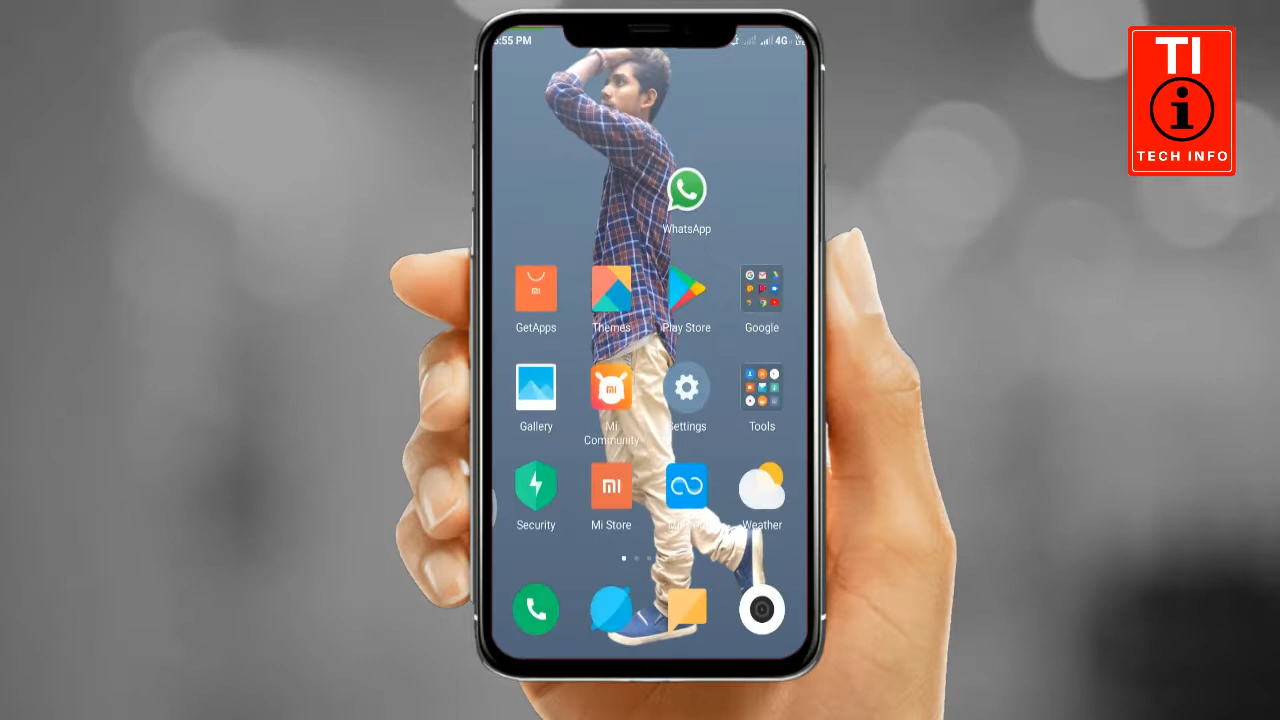 :55 PM
4G
TI
i
TECH INFO
WhatsApp
GetApps
Themes
Play Store
Google
Gallery
Mi
Community
Settings
Tools
Security
mi Mi Store
Weather